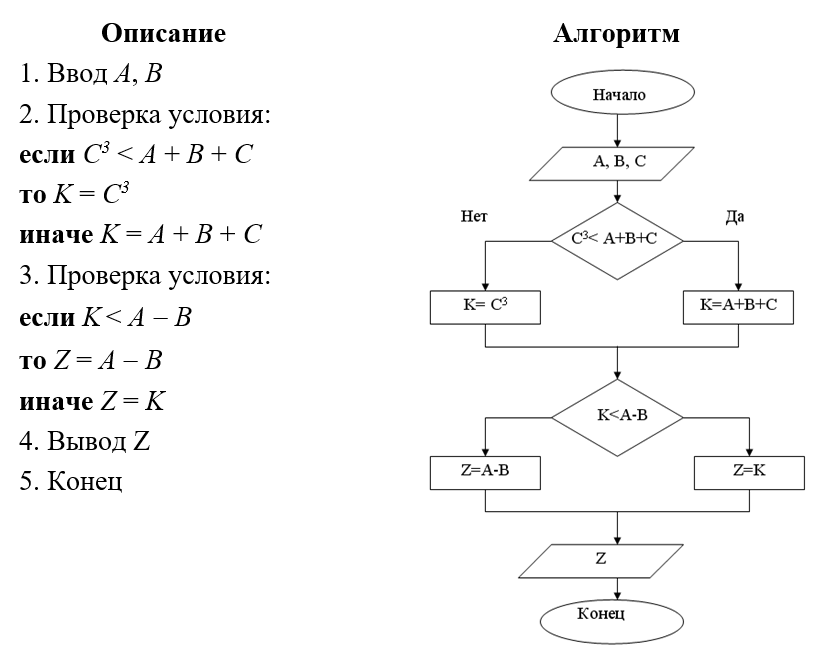 Описание
1. Ввод A, B
2. Проверка условия:
если C³ < A + B + C
то K = C³
иначе K = A + B + C
3. Проверка условия:
если K < A – B
то Z = A – B
иначе Z = K
4. Вывод Z
5. Конец
Алгоритм
Начало
A, B, C
Нет
Да
C³< A+B+C
K= C³
K=A+B+C
K<A-B
Z=A-B
Z=K
Z
Конец